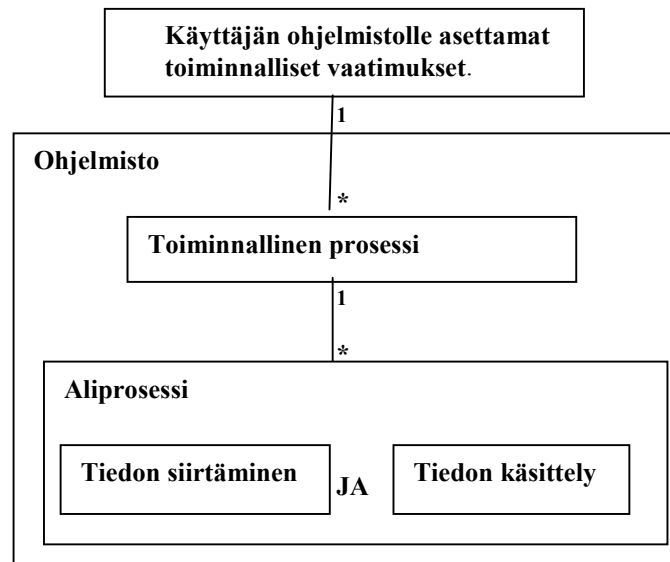 Käyttäjän ohjelmistolle asettamat
toiminnalliset vaatimukset.
1
Ohjelmisto
*
Toiminnallinen prosessi
1
*
Aliprosessi
Tiedon siirtäminen
JA
Tiedon käsittely